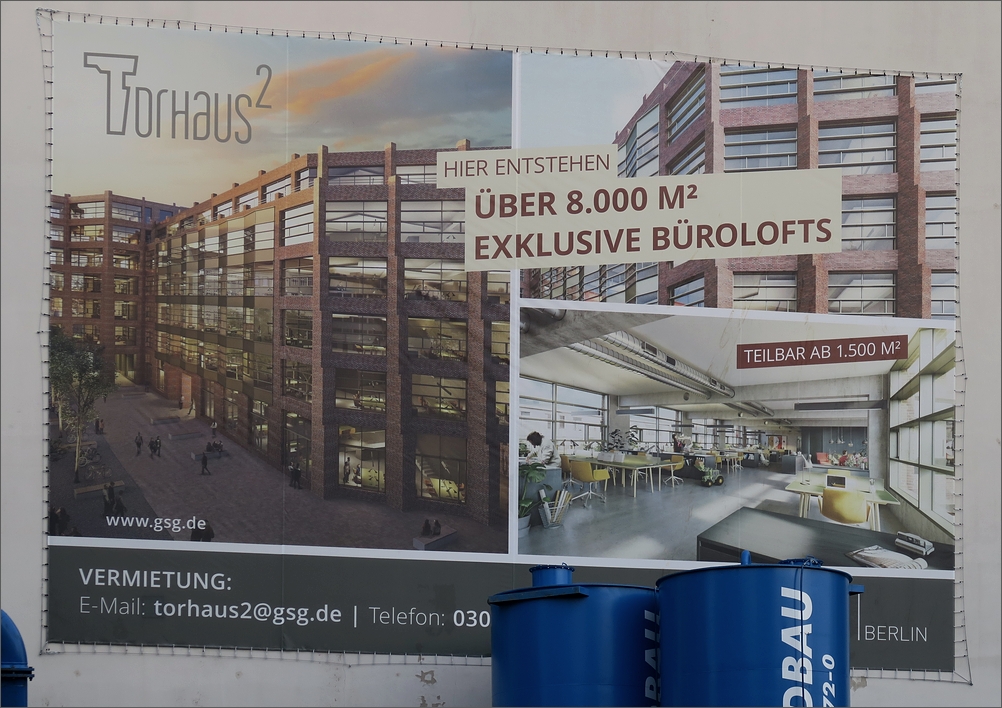 Torhaus²
HIER ENTSTEHEN
ÜBER 8.000 M²
EXKLUSIVE BÜROLOFTS
TEILBAR AB 1.500 M²
www.gsg.de
VERMIETUNG:
E-Mail: torhaus2@gsg.de | Telefon: 030
BERLIN
BAU
DBAU
72-0